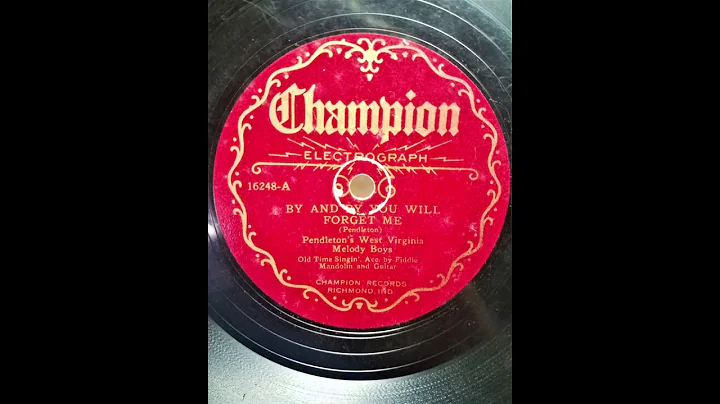 Champion
ELECTROGRAPH
16248-A
BY AND BY YOU WILL
FORGET ME
(Pendleton)
Pendleton's West Virginia
Melody Boys
Old Time Singin'. Acc. by Fiddle
Mandolin and Guitar
CHAMPION RECORDS
RICHMOND, IND.